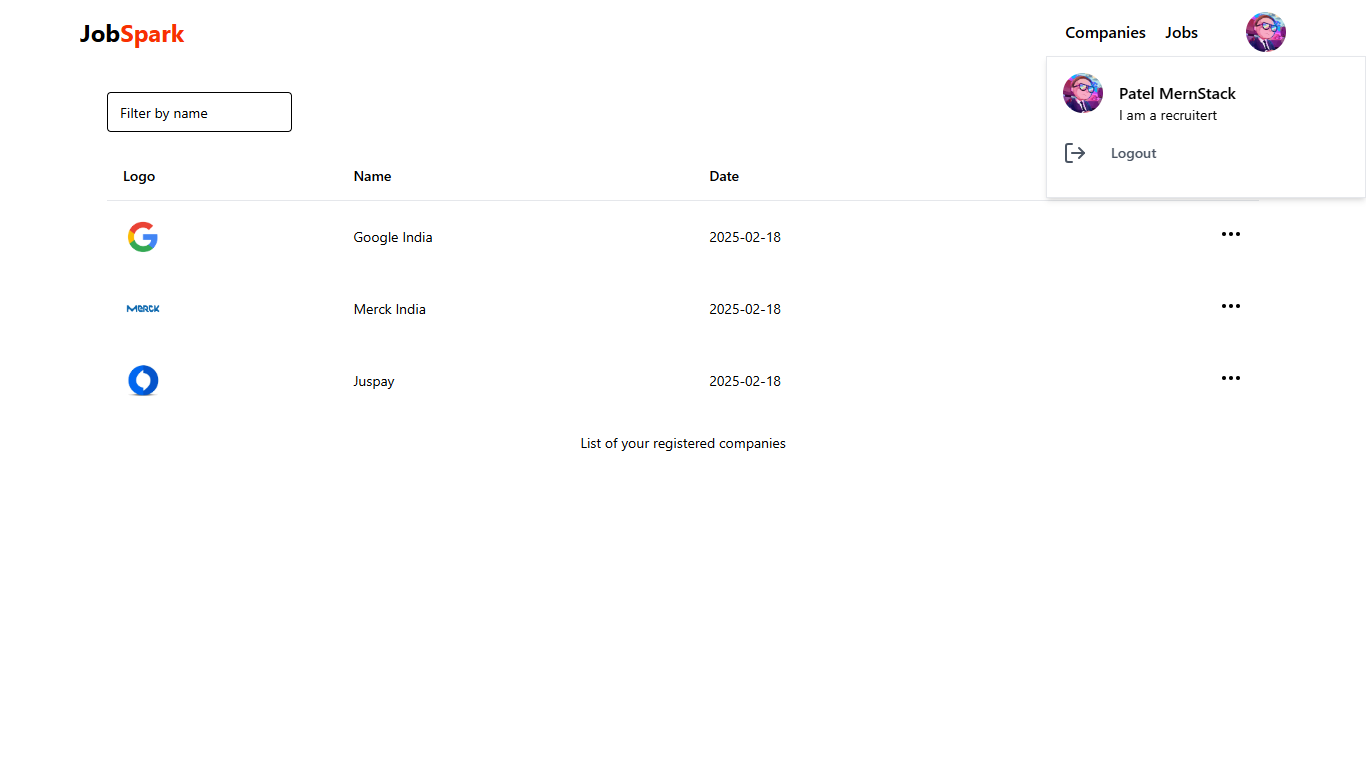 JobSpark
Companies Jobs
Patel MernStack
I am a recruitert
Logout
Filter by name
Logo Name Date
Google India 2025-02-18
Merck Merck India 2025-02-18
Juspay 2025-02-18
List of your registered companies